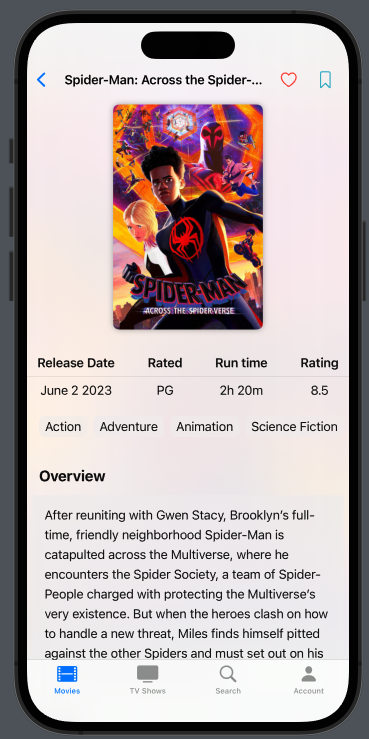 Spider-Man: Across the Spider-...
SPIDER-MAN
ACROSS THE SPIDER-VERSE
Release Date Rated Run time Rating
June 2 2023 PG 2h 20m 8.5
Action Adventure Animation Science Fiction
Overview
After reuniting with Gwen Stacy, Brooklyn’s full-
time, friendly neighborhood Spider-Man is
catapulted across the Multiverse, where he
encounters the Spider Society, a team of Spider-
People charged with protecting the Multiverse’s
very existence. But when the heroes clash on how
to handle a new threat, Miles finds himself pitted
against the other Spiders and must set out on his
Movies TV Shows Search Account